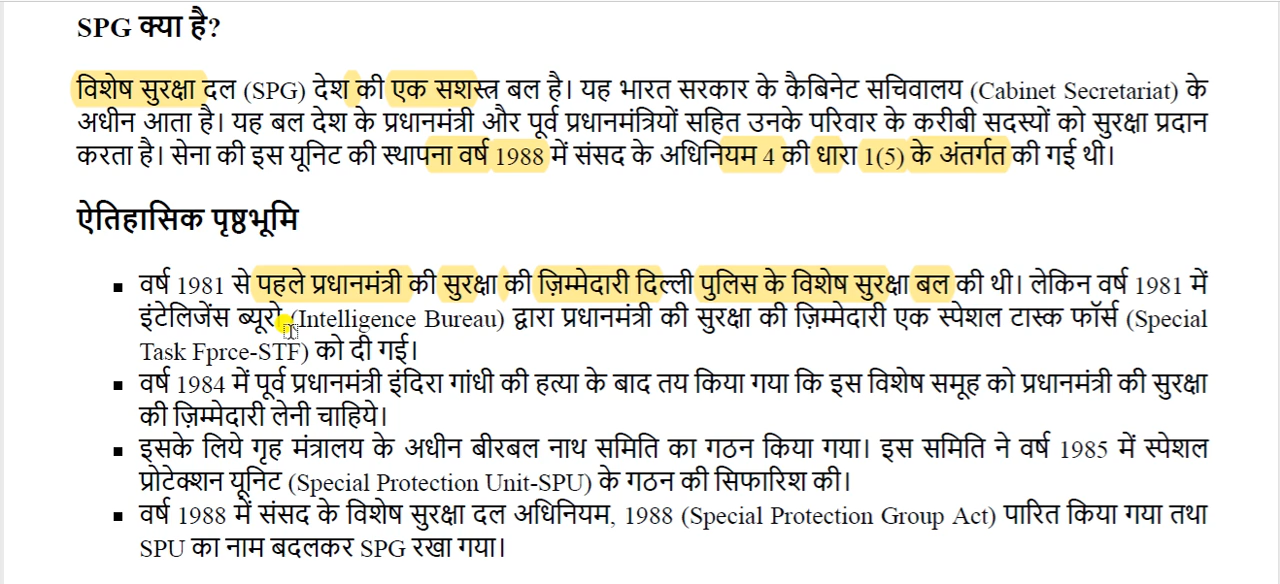 SPG क्या है?
विशेष सुरक्षा दल (SPG) देश की एक सशस्त्र बल है। यह भारत सरकार के कैबिनेट सचिवालय (Cabinet Secretariat) के
अधीन आता है। यह बल देश के प्रधानमंत्री और पूर्व प्रधानमंत्रियों सहित उनके परिवार के करीबी सदस्यों को सुरक्षा प्रदान
करता है। सेना की इस यूनिट की स्थापना वर्ष 1988 में संसद के अधिनियम 4 की धारा 1(5) के अंतर्गत की गई थी।
ऐतिहासिक पृष्ठभूमि
▪ वर्ष 1981 से पहले प्रधानमंत्री की सुरक्षा की ज़िम्मेदारी दिल्ली पुलिस के विशेष सुरक्षा बल की थी। लेकिन वर्ष 1981 में
इंटेलिजेंस ब्यूरो (Intelligence Bureau) द्वारा प्रधानमंत्री की सुरक्षा की ज़िम्मेदारी एक स्पेशल टास्क फॉर्स (Special
Task Fprce-STF) को दी गई।
▪ वर्ष 1984 में पूर्व प्रधानमंत्री इंदिरा गांधी की हत्या के बाद तय किया गया कि इस विशेष समूह को प्रधानमंत्री की सुरक्षा
की ज़िम्मेदारी लेनी चाहिये।
▪ इसके लिये गृह मंत्रालय के अधीन बीरबल नाथ समिति का गठन किया गया। इस समिति ने वर्ष 1985 में स्पेशल
प्रोटेक्शन यूनिट (Special Protection Unit-SPU) के गठन की सिफारिश की।
▪ वर्ष 1988 में संसद के विशेष सुरक्षा दल अधिनियम, 1988 (Special Protection Group Act) पारित किया गया तथा
SPU का नाम बदलकर SPG रखा गया।